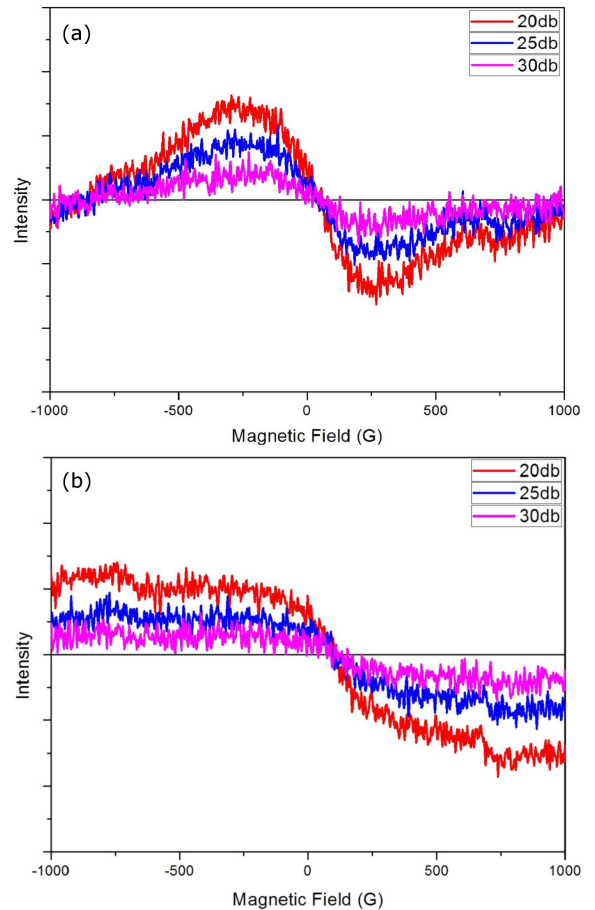 (a)
20db
25db
30db
Intensity
-1000
-500
0
500
1000
Magnetic Field (G)
(b)
20db
25db
30db
Intensity
-1000
-500
0
500
1000
Magnetic Field (G)